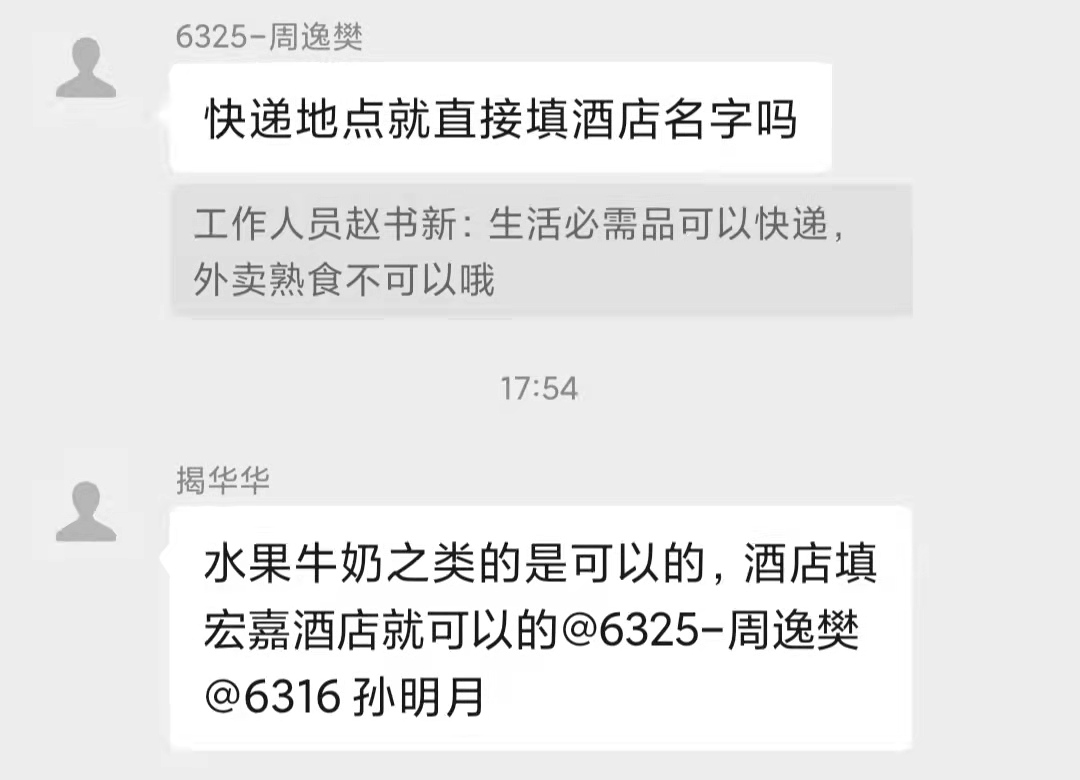 6325-周逸樊
快递地点就直接填酒店名字吗
工作人员赵书新：生活必需品可以快递，
外卖熟食不可以哦
17:54
揭华华
水果牛奶之类的是可以的，酒店填
宏嘉酒店就可以的@6325-周逸樊
@6316 孙明月